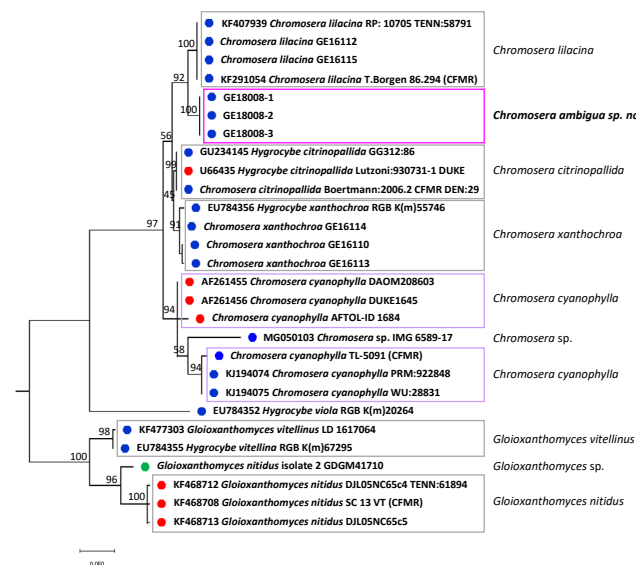 KF407939 Chromosera lilacina RP: 10705 TENN:58791
100
Chromosera lilacina GE16112
Chromosera lilacina
Chromosera lilacina GE16115
92
KF291054 Chromosera lilacina T.Borgen 86.294 (CFMR)
GE18008-1
100
GE18008-2
Chromosera ambigua sp. no
GE18008-3
56
GU234145 Hygrocybe citrinopallida GG312:86
99
U66435 Hygrocybe citrinopallida Lutzoni:930731-1 DUKE
Chromosera citrinopallida
Chromosera citrinopallida Boertmann:2006.2 CFMR DEN:29
45
EU784356 Hygrocybe xanthochroa RGB K(m)55746
91
Chromosera xanthochroa GE16114
97
Chromosera xanthochroa GE16110
Chromosera xanthochroa
Chromosera xanthochroa GE16113
AF261455 Chromosera cyanophylla DAOM208603
AF261456 Chromosera cyanophylla DUKE1645
Chromosera cyanophylla
94
Chromosera cyanophylla AFTOL-ID 1684
MG050103 Chromosera sp. IMG 6589-17
Chromosera sp.
58
Chromosera cyanophylla TL-5091 (CFMR)
94
KJ194074 Chromosera cyanophylla PRM:922848
Chromosera cyanophylla
KJ194075 Chromosera cyanophylla WU:28831
EU784352 Hygrocybe viola RGB K(m)20264
KF477303 Gloioxanthomyces vitellinus LD 1617064
98
Gloioxanthomyces vitellinus
EU784355 Hygrocybe vitellina RGB K(m)67295
100
Gloioxanthomyces nitidus isolate 2 GDGM41710
Gloioxanthomyces sp.
96
KF468712 Gloioxanthomyces nitidus DJL05NC65c4 TENN:61894
100
KF468708 Gloioxanthomyces nitidus SC 13 VT (CFMR)
Gloioxanthomyces nitidus
KF468713 Gloioxanthomyces nitidus DJL05NC65c5
0.050